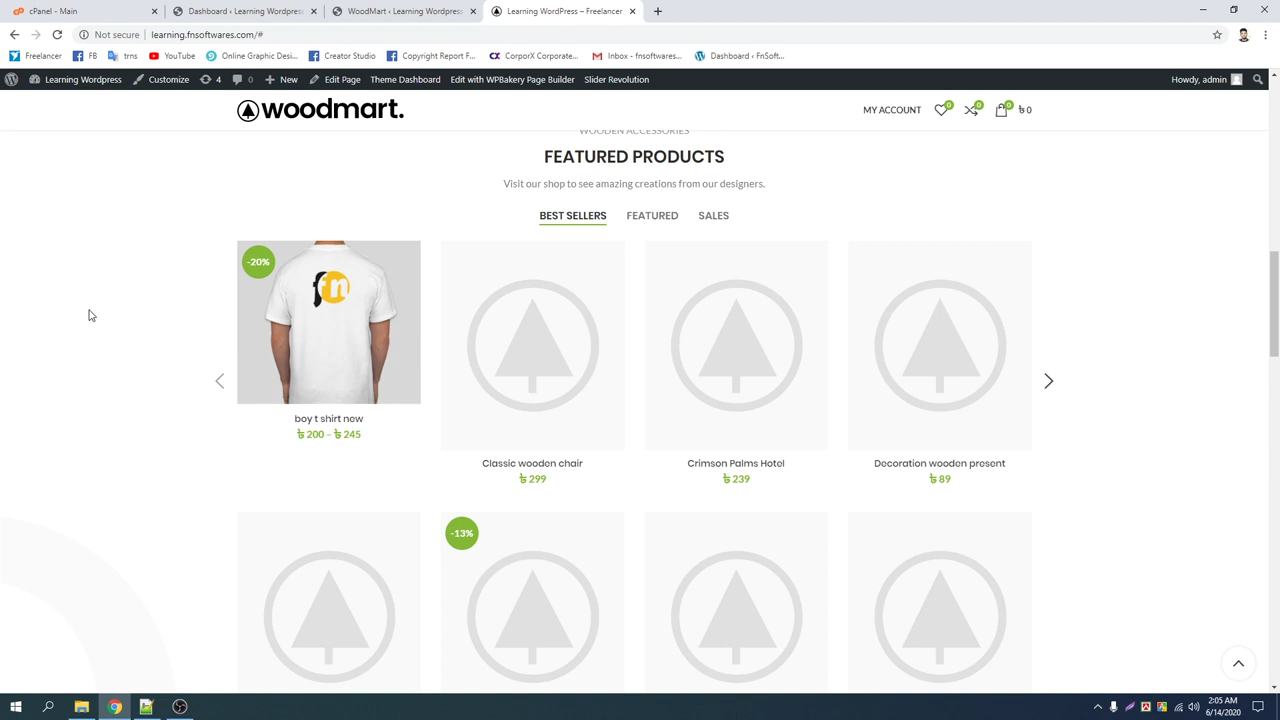 cPanel - Main
Dashboard ‹ Learning WordPress
WoodMart ‹ Learning WordPress
Learning WordPress – Freelancer
Not secure
learning.fnsoftwares.com/#
Freelancer
FB
trns
YouTube
Online Graphic Desi...
Creator Studio
Copyright Report F...
CorporX Corporate...
Inbox - fnsoftwares...
Dashboard ‹ FnSoft...
Learning Wordpress
Customize
4
0
New
Edit Page
Theme Dashboard
Edit with WPBakery Page Builder
Slider Revolution
Howdy, admin
woodmart.
MY ACCOUNT
0
0
0
৳ 0
WOODEN ACCESSORIES
FEATURED PRODUCTS
Visit our shop to see amazing creations from our designers.
BEST SELLERS
FEATURED
SALES
-20%
fn
boy t shirt new
৳ 200 – ৳ 245
Classic wooden chair
৳ 299
Crimson Palms Hotel
৳ 239
Decoration wooden present
৳ 89
-13%
2:05 AM
6/14/2020